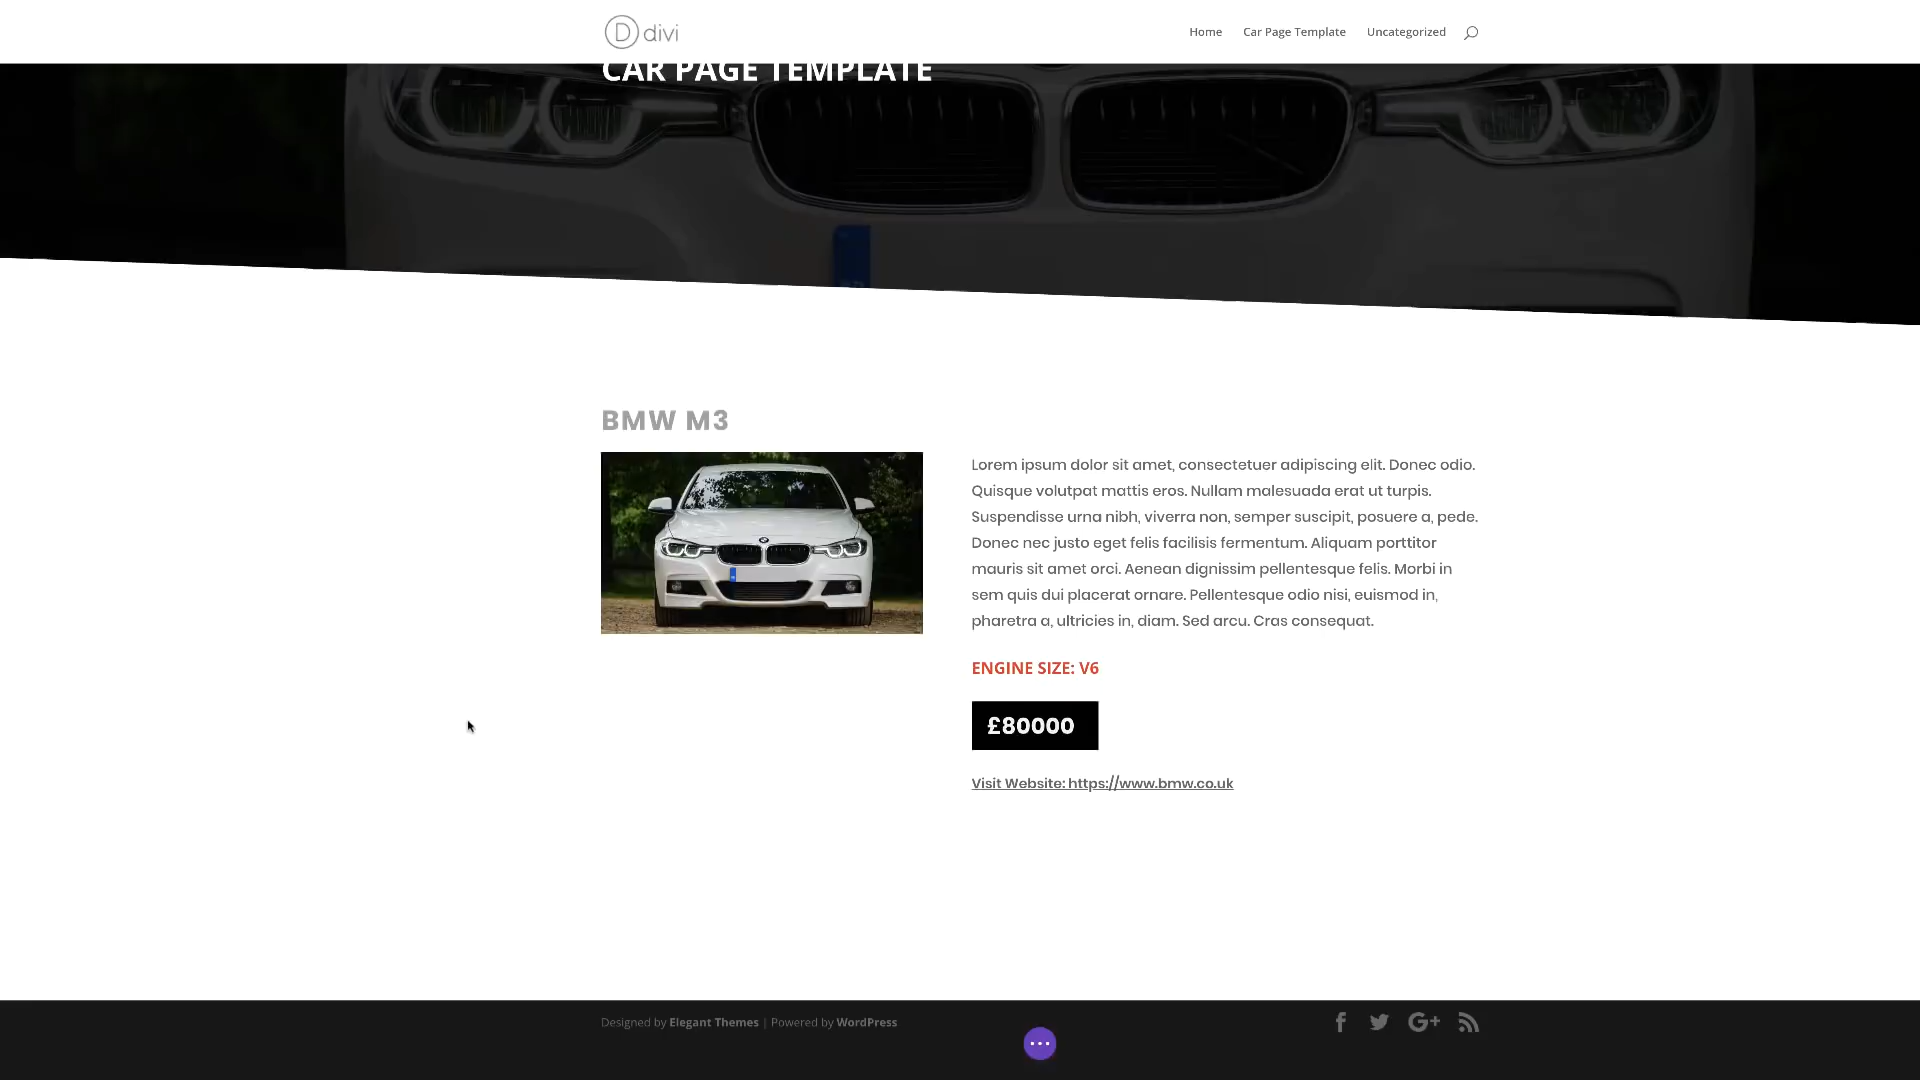 divi
Home
Car Page Template
Uncategorized
CAR PAGE TEMPLATE
BMW M3
Lorem ipsum dolor sit amet, consectetuer adipiscing elit. Donec odio.
Quisque volutpat mattis eros. Nullam malesuada erat ut turpis.
Suspendisse urna nibh, viverra non, semper suscipit, posuere a, pede.
Donec nec justo eget felis facilisis fermentum. Aliquam porttitor
mauris sit amet orci. Aenean dignissim pellentesque felis. Morbi in
sem quis dui placerat ornare. Pellentesque odio nisi, euismod in,
pharetra a, ultricies in, diam. Sed arcu. Cras consequat.
ENGINE SIZE: V6
£80000
Visit Website: https://www.bmw.co.uk
Designed by Elegant Themes | Powered by WordPress